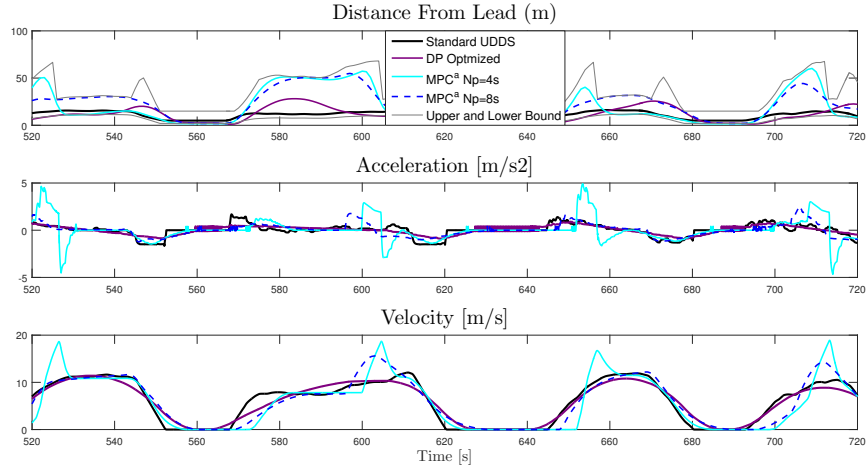 Distance From Lead (m)
100
50
0
520 540 560 580 600 620 640 660 680 700 720
Standard UDDS
DP Optmized
MPCᵃ Np=4s
MPCᵃ Np=8s
Upper and Lower Bound
Acceleration [m/s2]
5
0
-5
520 540 560 580 600 620 640 660 680 700 720
Velocity [m/s]
20
10
0
520 540 560 580 600 620 640 660 680 700 720
Time [s]